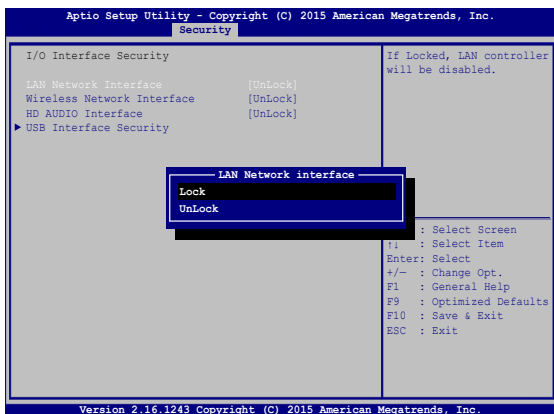 Aptio Setup Utility - Copyright (C) 2015 American Megatrends, Inc.
Security
I/O Interface Security
LAN Network Interface [UnLock]
Wireless Network Interface [UnLock]
HD AUDIO Interface [UnLock]
USB Interface Security
If Locked, LAN controller
will be disabled.
LAN Network interface
Lock
UnLock
: Select Screen
↑↓ : Select Item
Enter: Select
+/— : Change Opt.
F1 : General Help
F9 : Optimized Defaults
F10 : Save & Exit
ESC : Exit
Version 2.16.1243 Copyright (C) 2015 American Megatrends, Inc.